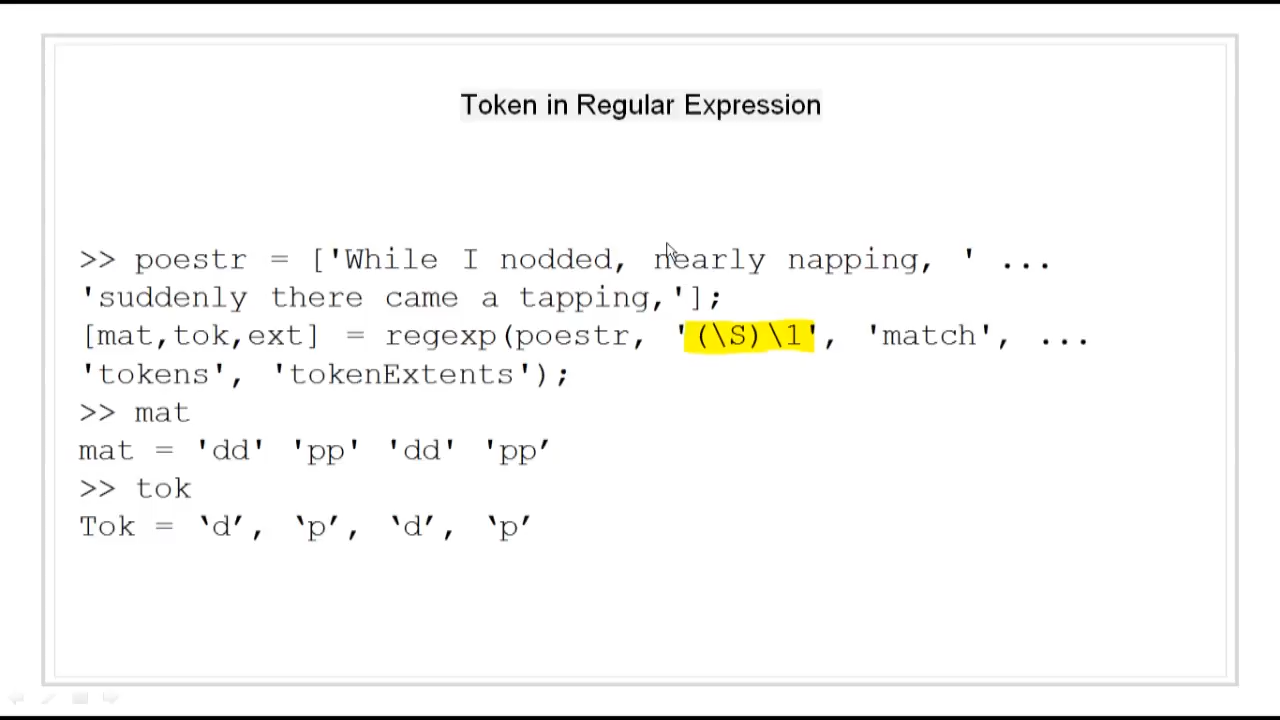 Token in Regular Expression
>> poestr = ['While I nodded, nearly napping, ' ...
'suddenly there came a tapping,'];
[mat,tok,ext] = regexp(poestr, '(\S)\1', 'match', ...
'tokens', 'tokenExtents');
>> mat
mat = 'dd' 'pp' 'dd' 'pp’
>> tok
Tok = ‘d’, ‘p’, ‘d’, ‘p’